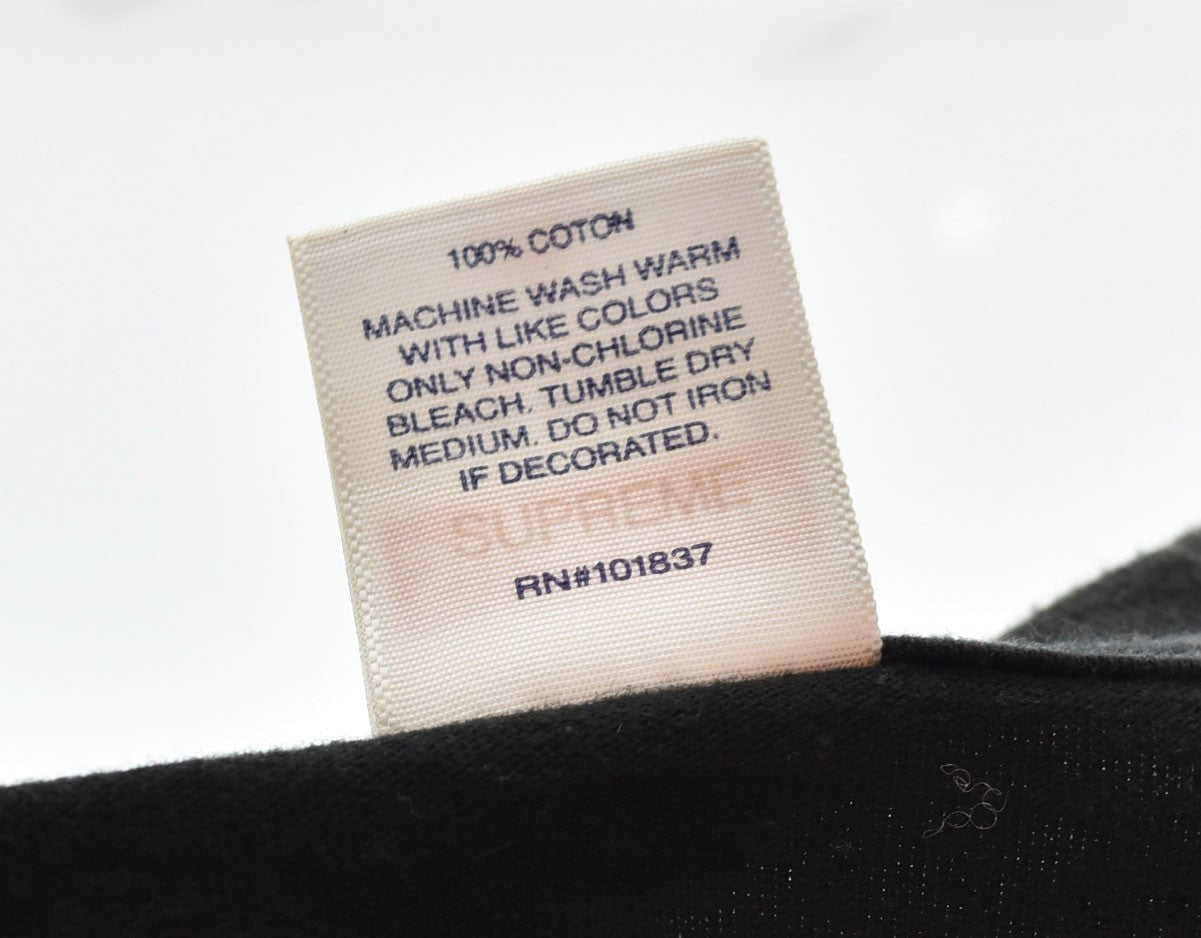 100% COTON
MACHINE WASH WARM
WITH LIKE COLORS
ONLY NON-CHLORINE
BLEACH. TUMBLE DRY
MEDIUM. DO NOT IRON
IF DECORATED.
SUPREME
RN#101837